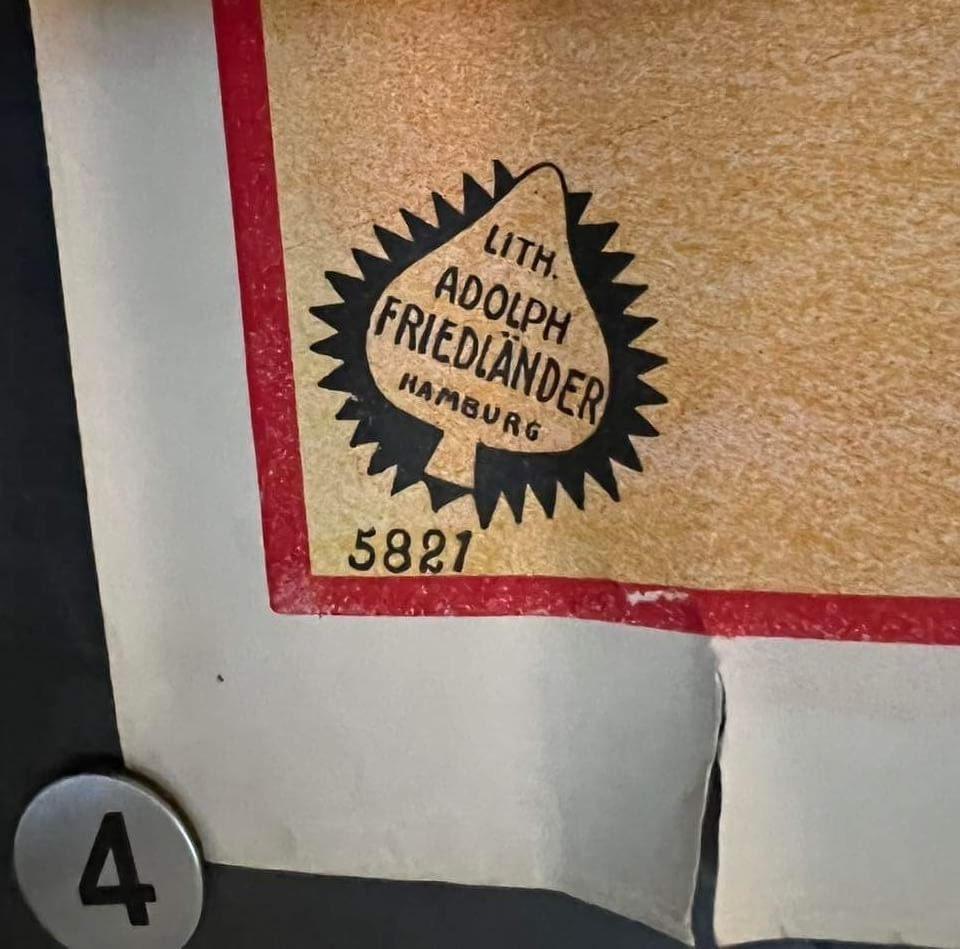 LITH.
ADOLPH
FRIEDLÄNDER
HAMBURG
5821
4